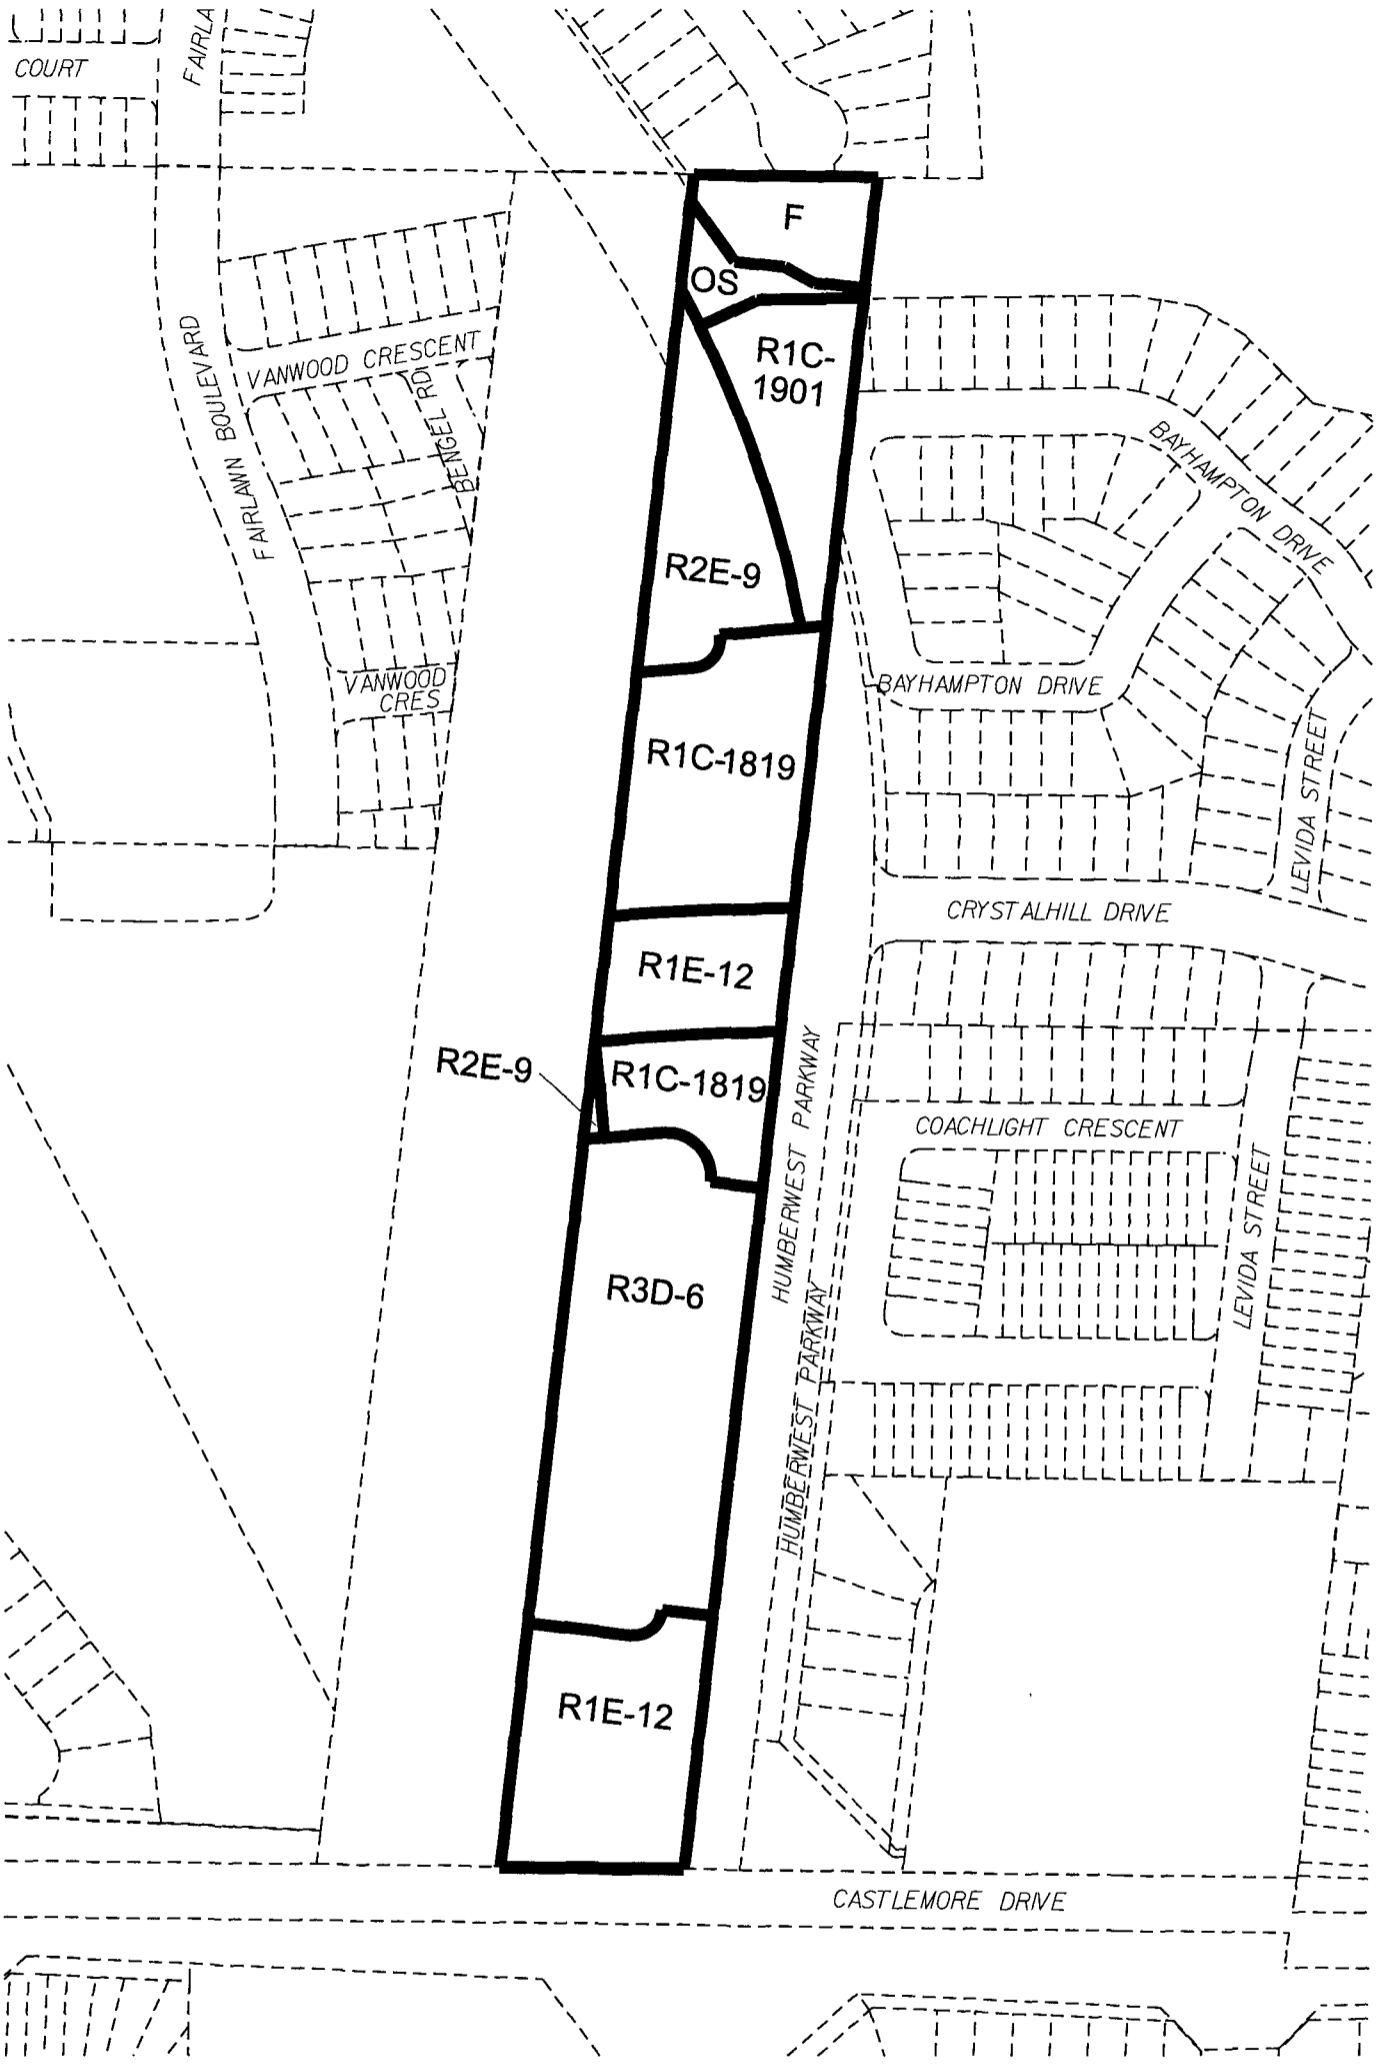 COURT
FAIRLA
F
OS
R1C-
1901
VANWOOD CRESCENT
BENGEL RD
FAIRLAWN BOULEVARD
BAYHAMPTON DRIVE
R2E-9
VANWOOD
CRES
BAYHAMPTON DRIVE
R1C-1819
LEVIDA STREET
CRYSTALHILL DRIVE
R1E-12
R2E-9
R1C-1819
HUMBERWEST PARKWAY
COACHLIGHT CRESCENT
LEVIDA STREET
R3D-6
HUMBERWEST PARKWAY
R1E-12
CASTLEMORE DRIVE